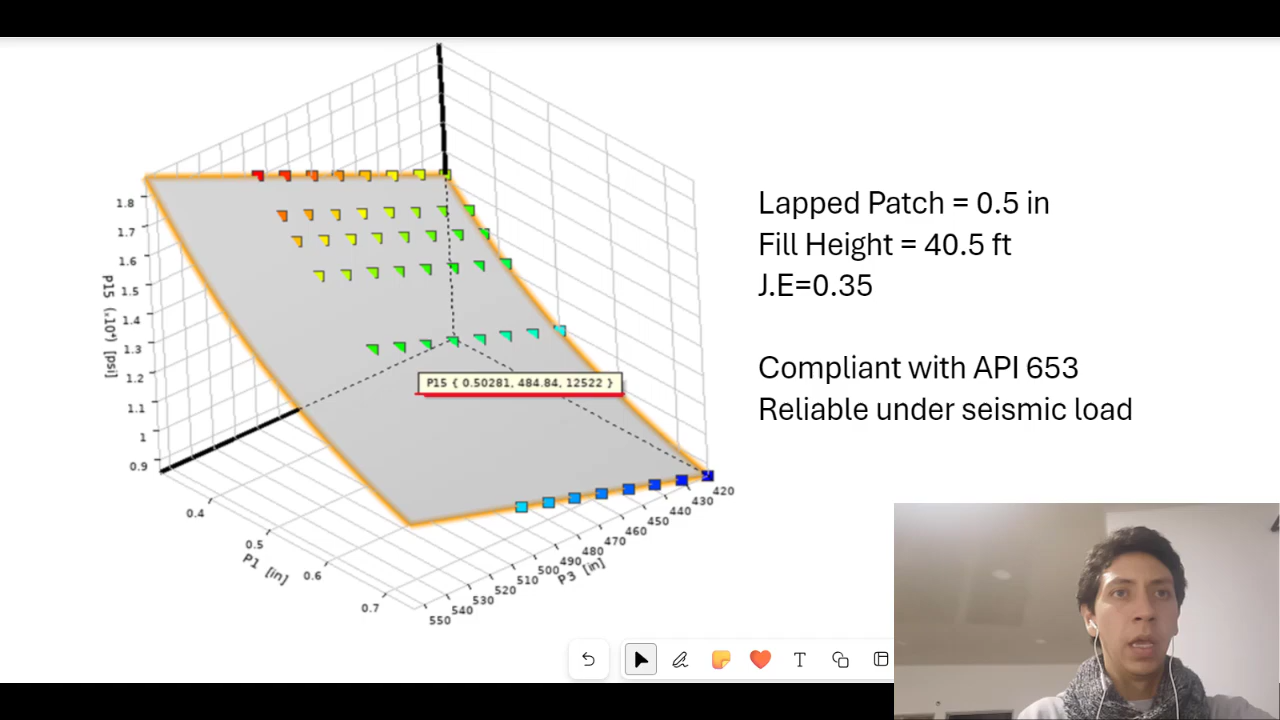 1.8
1.7
1.6
1.5
1.4
1.3
1.2
1.1
1
0.9
P15 (x10⁴) [psi]
P15 { 0.50281, 484.84, 12522 }
0.4
0.5
0.6
0.7
P1 [in]
420
430
440
450
460
470
480
490
500
510
520
530
540
550
P3 [in]
Lapped Patch = 0.5 in
Fill Height = 40.5 ft
J.E=0.35
Compliant with API 653
Reliable under seismic load
T